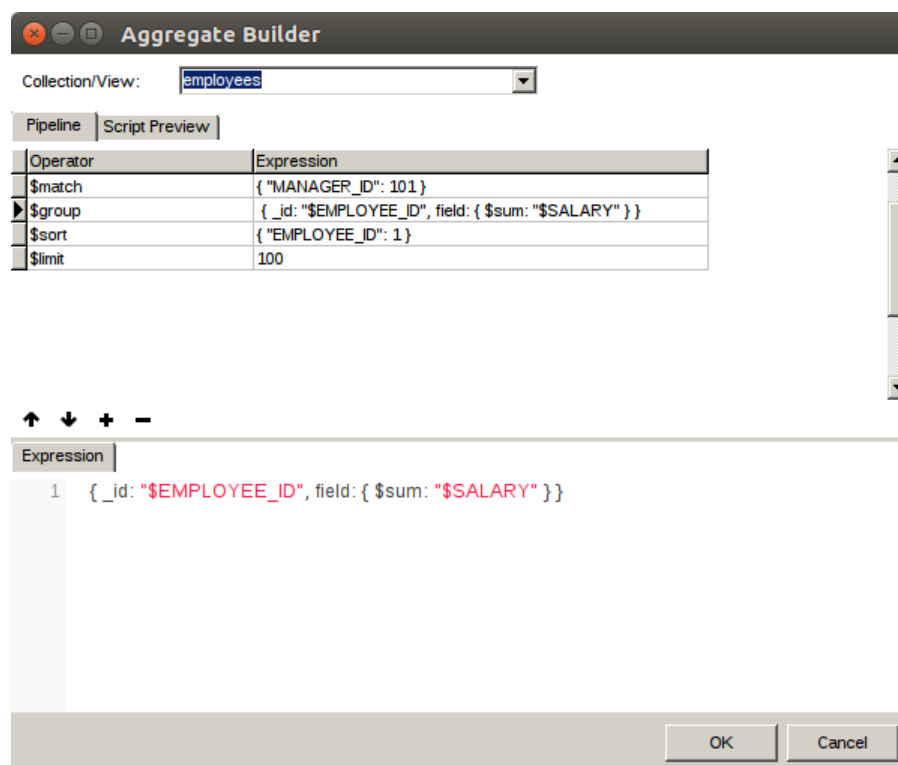 Aggregate Builder
Collection/View: employees
Pipeline Script Preview
Operator Expression
$match { "MANAGER_ID": 101 }
$group { _id: "$EMPLOYEE_ID", field: { $sum: "$SALARY" } }
$sort { "EMPLOYEE_ID": 1 }
$limit 100
Expression
1 { _id: "$EMPLOYEE_ID", field: { $sum: "$SALARY" } }
OK Cancel